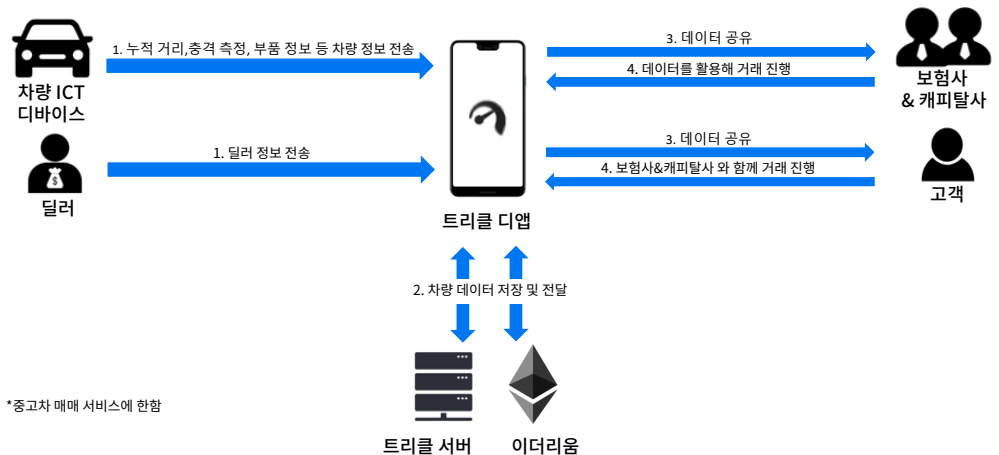 1. 누적 거리,충격 측정, 부품 정보 등 차량 정보 전송
3. 데이터 공유
4. 데이터를 활용해 거래 진행
차량 ICT
디바이스
보험사
& 캐피탈사
1. 딜러 정보 전송
3. 데이터 공유
4. 보험사&캐피탈사 와 함께 거래 진행
딜러
고객
트리클 디앱
2. 차량 데이터 저장 및 전달
*중고차 매매 서비스에 한함
트리클 서버
이더리움